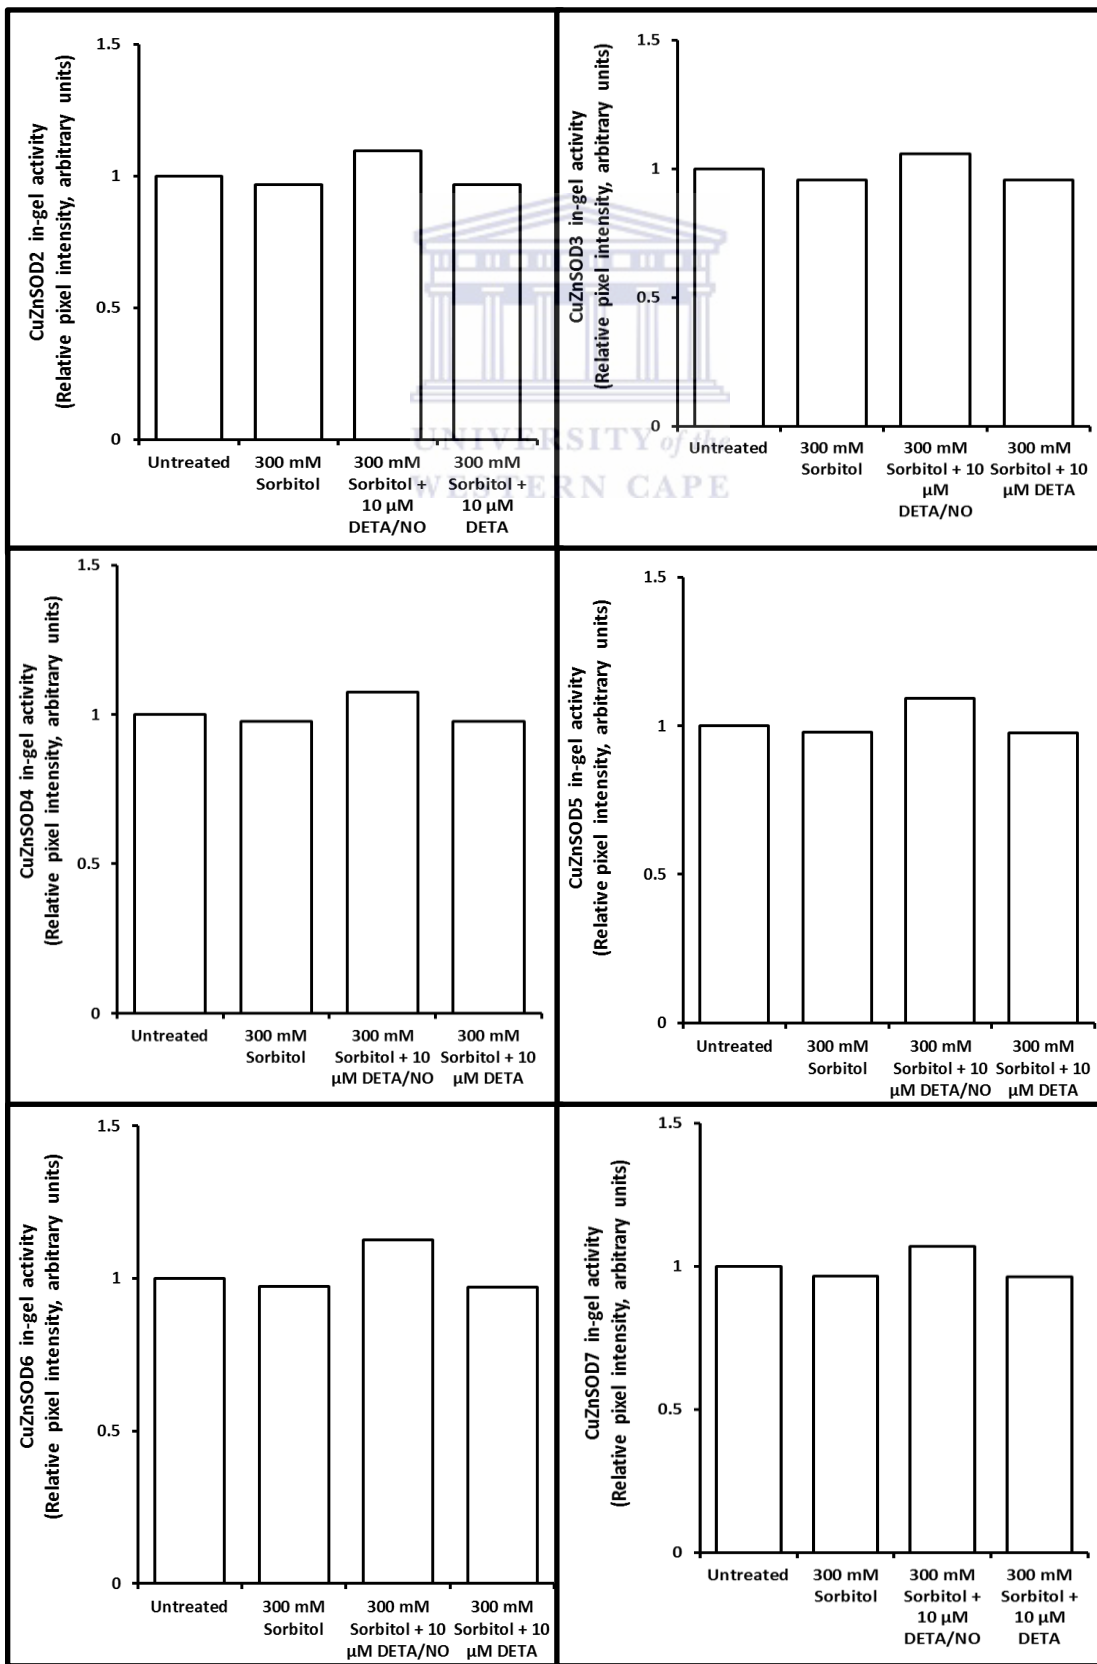 CuZnSOD2 in-gel activity
(Relative pixel intensity, arbitrary units)
1.5
1
0.5
0
Untreated
300 mM
Sorbitol
300 mM
Sorbitol +
10 μM
DETA/NO
300 mM
Sorbitol +
10 μM
DETA
CuZnSOD3 in-gel activity
(Relative pixel intensity, arbitrary units)
1.5
1
0.5
0
Untreated
300 mM
Sorbitol
300 mM
Sorbitol + 10
μM
DETA/NO
300 mM
Sorbitol + 10
μM DETA
UNIVERSITY of the
WESTERN CAPE
CuZnSOD4 in-gel activity
(Relative pixel intensity, arbitrary units)
1.5
1
0.5
0
Untreated
300 mM
Sorbitol
300 mM
Sorbitol + 10
μM DETA/NO
300 mM
Sorbitol + 10
μM DETA
CuZnSOD5 in-gel activity
(Relative pixel intensity, arbitrary units)
1.5
1
0.5
0
Untreated
300 mM
Sorbitol
300 mM
Sorbitol + 10
μM DETA/NO
300 mM
Sorbitol + 10
μM DETA
CuZnSOD6 in-gel activity
(Relative pixel intensity, arbitrary units)
1.5
1
0.5
0
Untreated
300 mM
Sorbitol
300 mM
Sorbitol + 10
μM DETA/NO
300 mM
Sorbitol + 10
μM DETA
CuZnSOD7 in-gel activity
(Relative pixel intensity, arbitrary units)
1.5
1
0.5
0
Untreated
300 mM
Sorbitol
300 mM
Sorbitol +
10 μM
DETA/NO
300 mM
Sorbitol +
10 μM
DETA